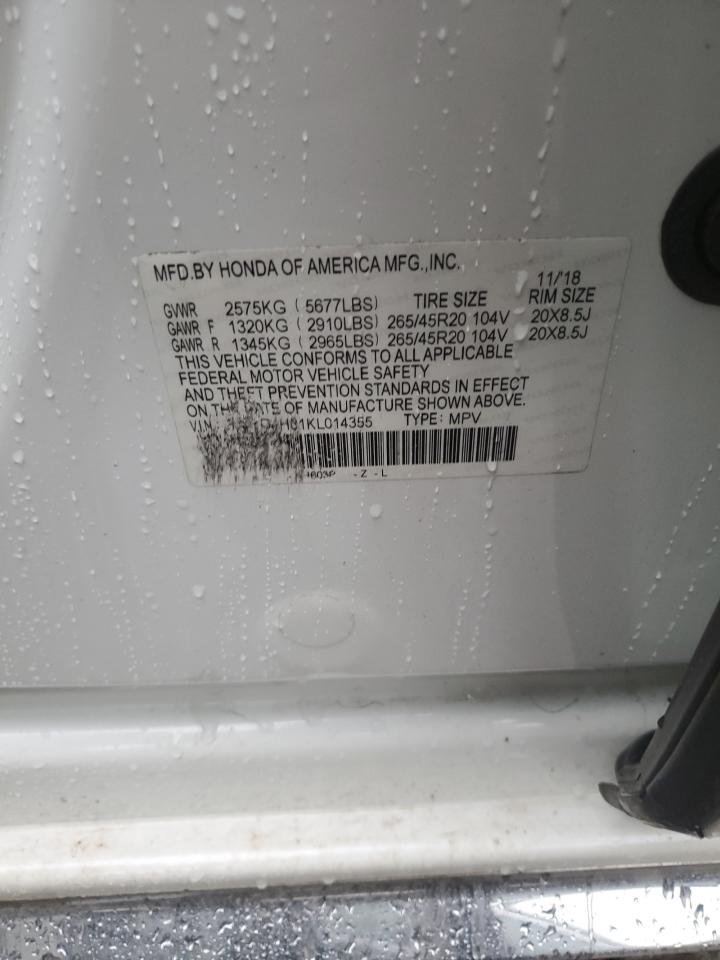 MFD.BY HONDA OF AMERICA MFG.,INC.
11/'18
GVWR 2575KG ( 5677LBS) TIRE SIZE RIM SIZE
GAWR F 1320KG ( 2910LBS) 265/45R20 104V 20X8.5J
GAWR R 1345KG ( 2965LBS) 265/45R20 104V 20X8.5J
THIS VEHICLE CONFORMS TO ALL APPLICABLE
FEDERAL MOTOR VEHICLE SAFETY
AND THEFT PREVENTION STANDARDS IN EFFECT
ON THE DATE OF MANUFACTURE SHOWN ABOVE.
V.I.N. TYPE: MPV
-Z -L